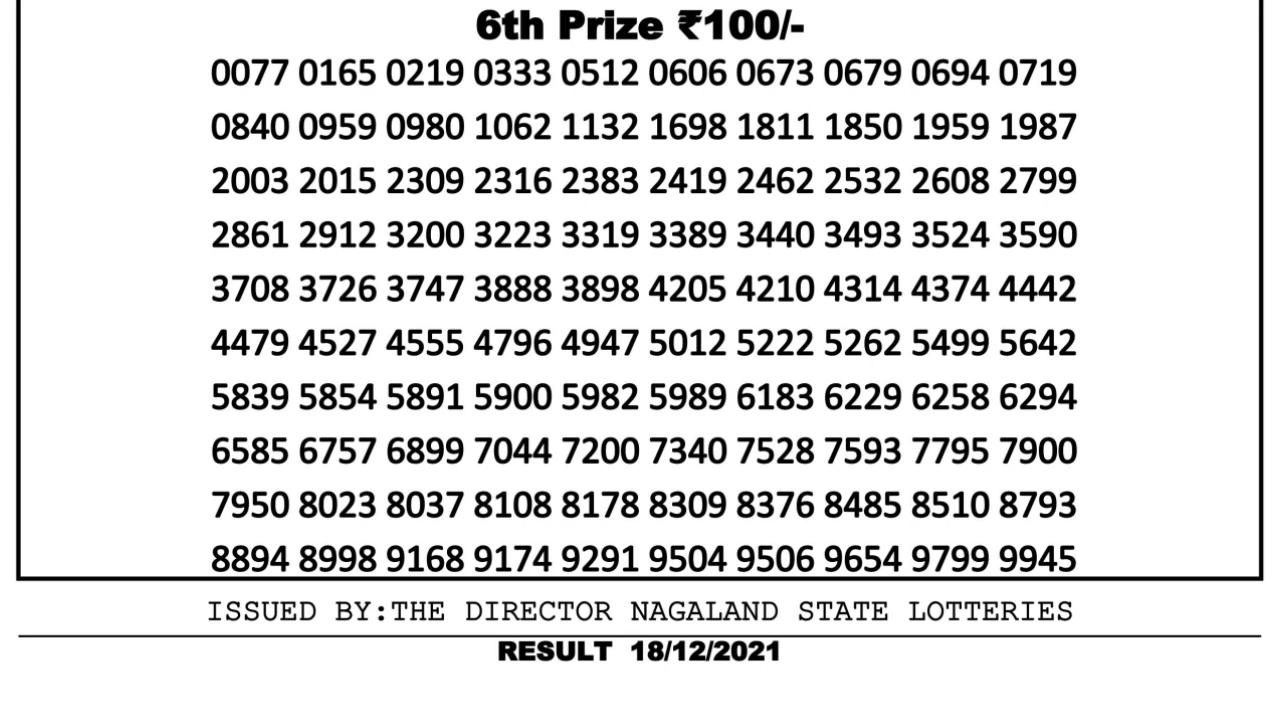 6th Prize ₹100/-
0077 0165 0219 0333 0512 0606 0673 0679 0694 0719
0840 0959 0980 1062 1132 1698 1811 1850 1959 1987
2003 2015 2309 2316 2383 2419 2462 2532 2608 2799
2861 2912 3200 3223 3319 3389 3440 3493 3524 3590
3708 3726 3747 3888 3898 4205 4210 4314 4374 4442
4479 4527 4555 4796 4947 5012 5222 5262 5499 5642
5839 5854 5891 5900 5982 5989 6183 6229 6258 6294
6585 6757 6899 7044 7200 7340 7528 7593 7795 7900
7950 8023 8037 8108 8178 8309 8376 8485 8510 8793
8894 8998 9168 9174 9291 9504 9506 9654 9799 9945
ISSUED BY:THE DIRECTOR NAGALAND STATE LOTTERIES
RESULT 18/12/2021